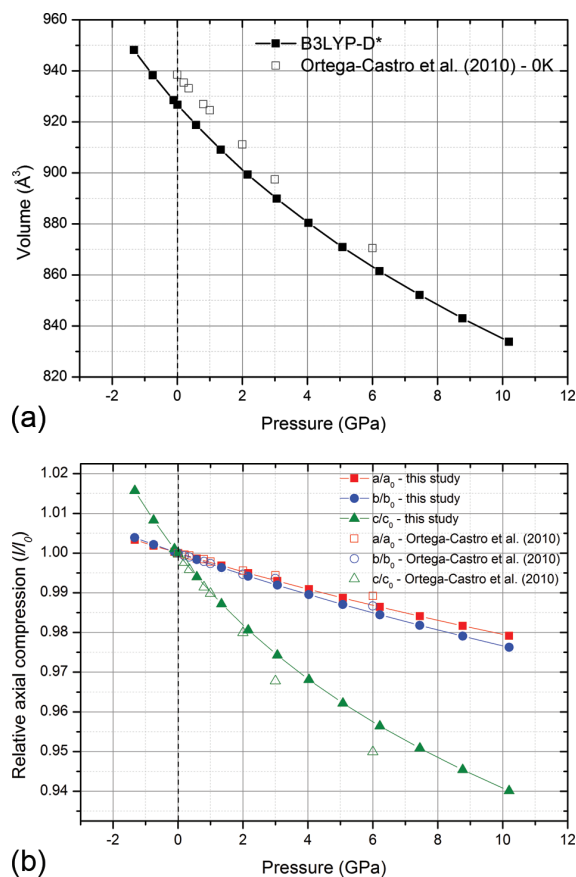 960
940
920
900
880
860
840
820
Volume (Å³)
B3LYP-D*
Ortega-Castro et al. (2010) - 0K
-2 0 2 4 6 8 10 12
Pressure (GPa)
(a)
1.02
1.01
1.00
0.99
0.98
0.97
0.96
0.95
0.94
Relative axial compression (l/l₀)
a/a₀ - this study
b/b₀ - this study
c/c₀ - this study
a/a₀ - Ortega-Castro et al. (2010)
b/b₀ - Ortega-Castro et al. (2010)
c/c₀ - Ortega-Castro et al. (2010)
-2 0 2 4 6 8 10 12
Pressure (GPa)
(b)